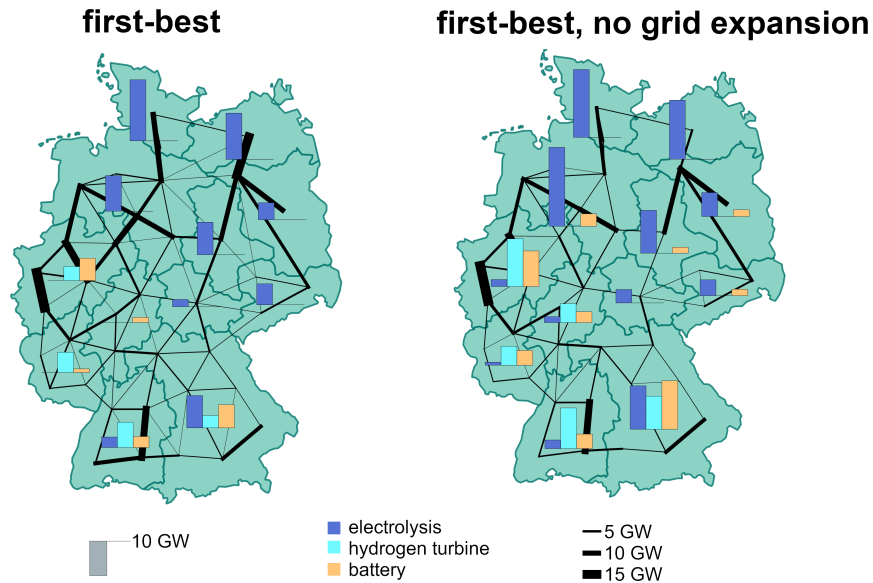 first-best
first-best, no grid expansion
10 GW
electrolysis
hydrogen turbine
battery
5 GW
10 GW
15 GW